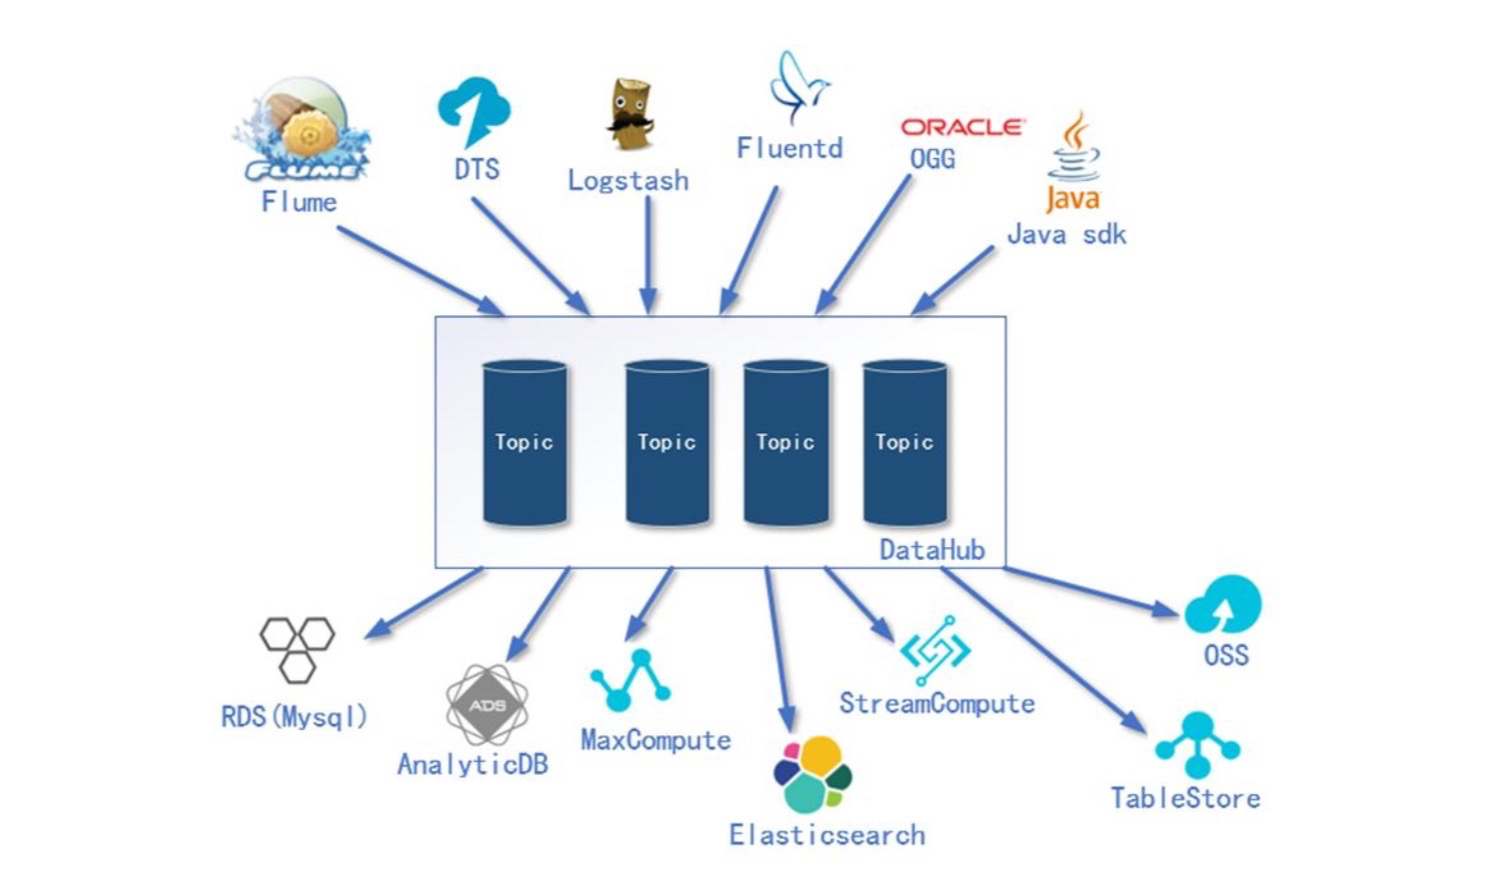 FLUME
Flume
DTS
Logstash
Fluentd
ORACLE
OGG
Java
Java sdk
Topic
Topic
Topic
Topic
DataHub
RDS(Mysql)
ADS
AnalyticDB
MaxCompute
Elasticsearch
StreamCompute
TableStore
OSS